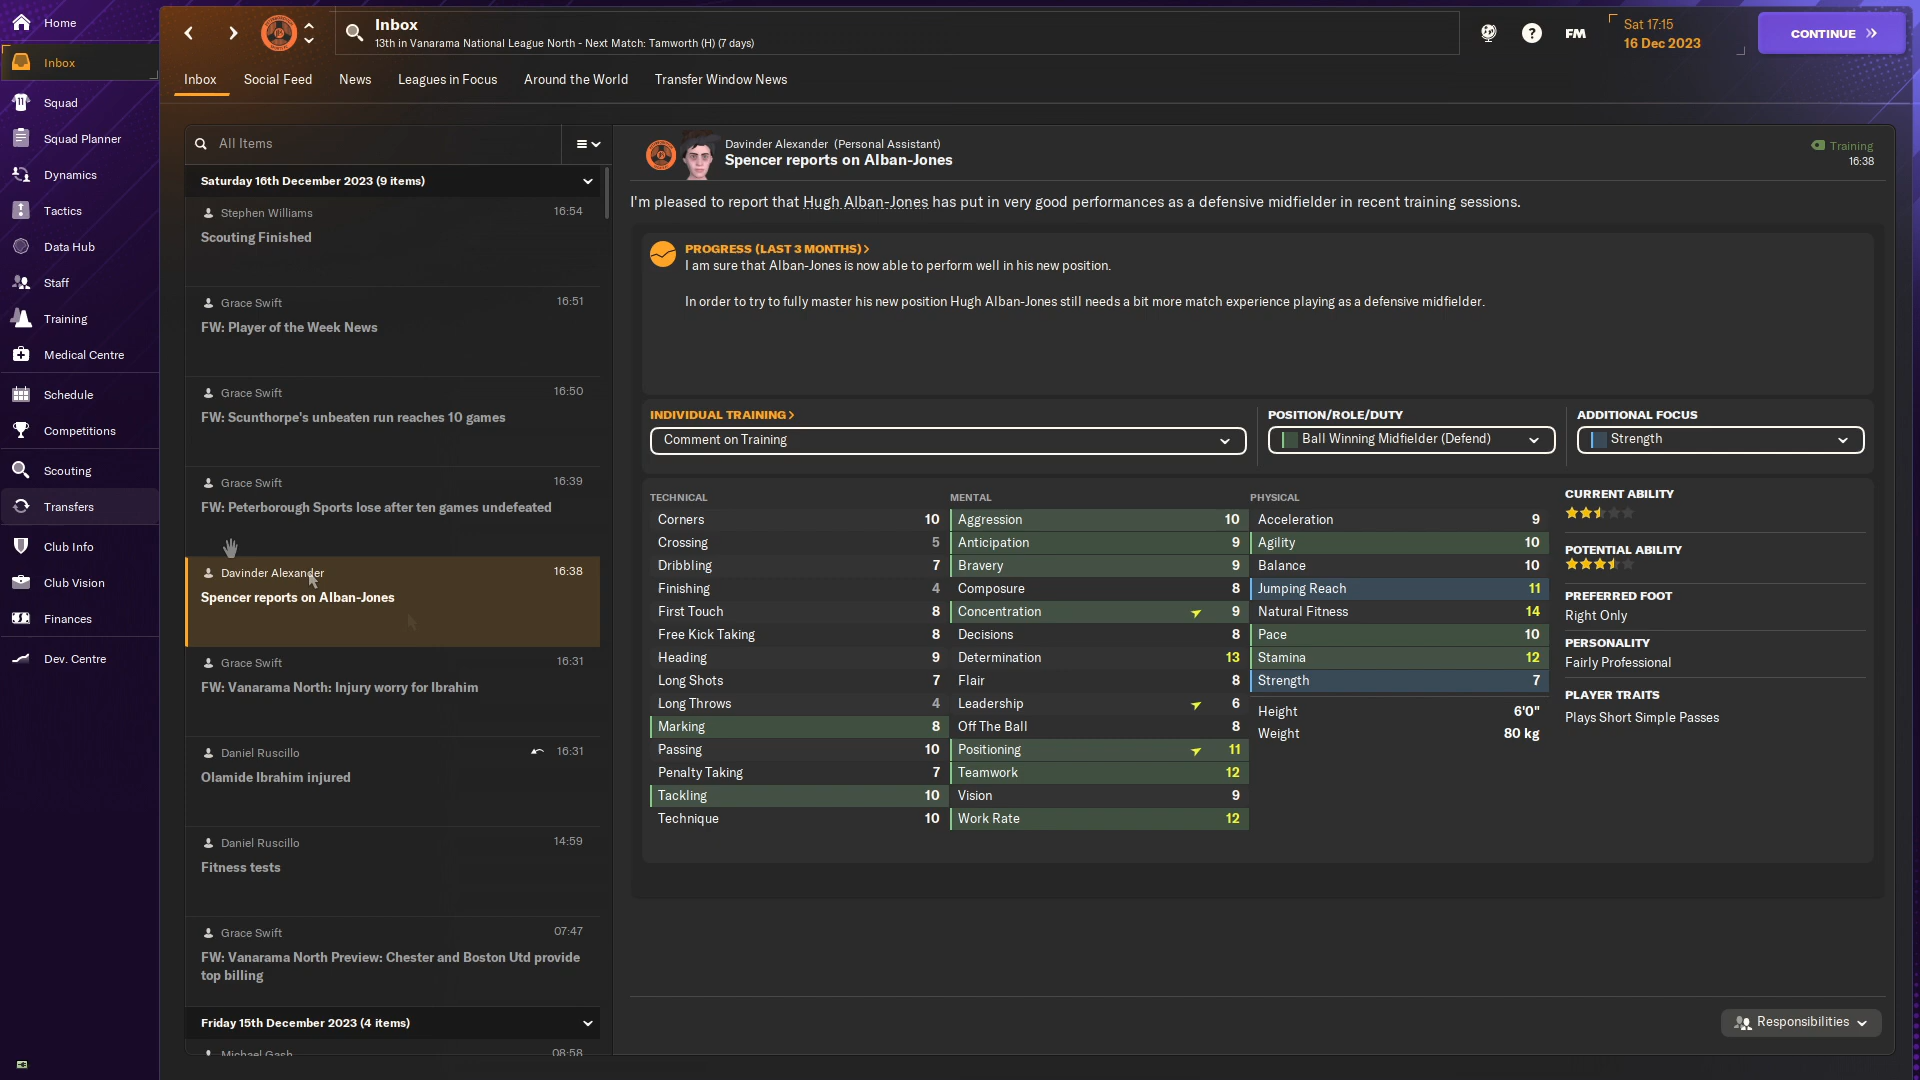 Home
Inbox
Squad
Squad Planner
Dynamics
Tactics
Data Hub
Staff
Training
Medical Centre
Schedule
Competitions
Scouting
Transfers
Club Info
Club Vision
Finances
Dev. Centre
Inbox
13th in Vanarama National League North - Next Match: Tamworth (H) (7 days)
FM
Sat 17:15
16 Dec 2023
CONTINUE
Inbox
Social Feed
News
Leagues in Focus
Around the World
Transfer Window News
All Items
Saturday 16th December 2023 (9 items)
Stephen Williams 16:54
Scouting Finished
Grace Swift 16:51
FW: Player of the Week News
Grace Swift 16:50
FW: Scunthorpe's unbeaten run reaches 10 games
Grace Swift 16:39
FW: Peterborough Sports lose after ten games undefeated
Davinder Alexander 16:38
Spencer reports on Alban-Jones
Grace Swift 16:31
FW: Vanarama North: Injury worry for Ibrahim
Daniel Ruscillo 16:31
Olamide Ibrahim injured
Daniel Ruscillo 14:59
Fitness tests
Grace Swift 07:47
FW: Vanarama North Preview: Chester and Boston Utd provide
top billing
Friday 15th December 2023 (4 items)
Michael Gash 08:58
Davinder Alexander (Personal Assistant)
Spencer reports on Alban-Jones
Training
16:38
I'm pleased to report that Hugh Alban-Jones has put in very good performances as a defensive midfielder in recent training sessions.
PROGRESS (LAST 3 MONTHS) >
I am sure that Alban-Jones is now able to perform well in his new position.
In order to try to fully master his new position Hugh Alban-Jones still needs a bit more match experience playing as a defensive midfielder.
INDIVIDUAL TRAINING >
Comment on Training
POSITION/ROLE/DUTY
Ball Winning Midfielder (Defend)
ADDITIONAL FOCUS
Strength
TECHNICAL
Corners 10
Crossing 5
Dribbling 7
Finishing 4
First Touch 8
Free Kick Taking 8
Heading 9
Long Shots 7
Long Throws 4
Marking 8
Passing 10
Penalty Taking 7
Tackling 10
Technique 10
MENTAL
Aggression 10
Anticipation 9
Bravery 9
Composure 8
Concentration 9
Decisions 8
Determination 13
Flair 8
Leadership 6
Off The Ball 8
Positioning 11
Teamwork 12
Vision 9
Work Rate 12
PHYSICAL
Acceleration 9
Agility 10
Balance 10
Jumping Reach 11
Natural Fitness 14
Pace 10
Stamina 12
Strength 7
Height 6'0"
Weight 80 kg
CURRENT ABILITY
POTENTIAL ABILITY
PREFERRED FOOT
Right Only
PERSONALITY
Fairly Professional
PLAYER TRAITS
Plays Short Simple Passes
Responsibilities